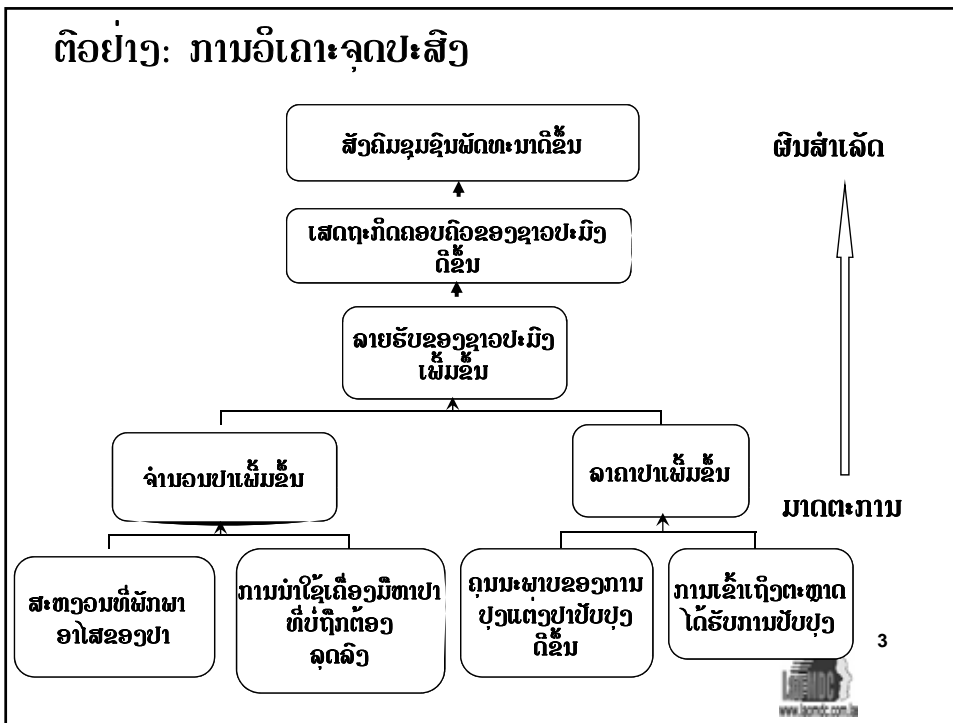 ຕົວຢ່າງ: ການວິເຄາະຈຸດປະສົງ
ສັງຄົມຊຸມຊົນພັດທະນາດີຂຶ້ນ
ຜົນສຳເລັດ
ເສດຖະກິດຄອບຄົວຂອງຊາວປະມົງ
ດີຂຶ້ນ
ລາຍຮັບຂອງຊາວປະມົງ
ເພີ້ມຂຶ້ນ
ຈຳນວນປາເພີ້ມຂຶ້ນ
ລາຄາປາເພີ້ມຂຶ້ນ
ມາດຕະການ
ສະຫງວນທີ່ພັກພາ
ອາໄສຂອງປາ
ການນຳໃຊ້ເຄື່ອງມືຫາປາ
ທີ່ບໍ່ຖືກຕ້ອງ
ລຸດລົງ
ຄຸນນະພາບຂອງການ
ປຸງແຕ່ງປາປັບປຸງ
ດີຂຶ້ນ
ການເຂົ້າເຖິງຕະຫຼາດ
ໄດ້ຮັບການປັບປຸງ
3
LaoMDC
www.laomdc.com.la